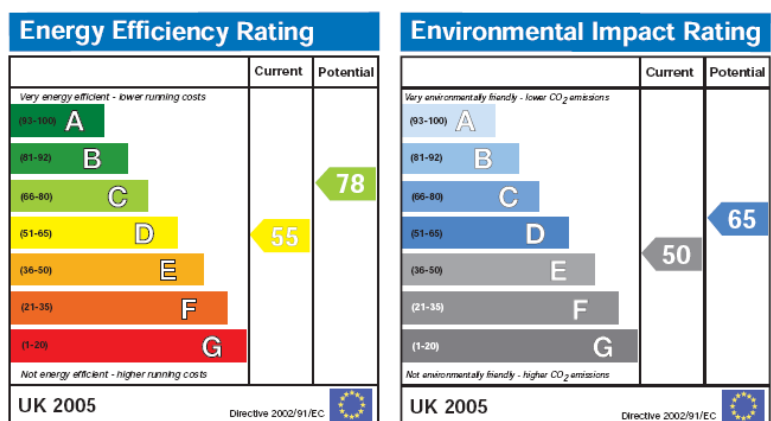 Energy Efficiency Rating
Current Potential
Very energy efficient - lower running costs
(93-100) A
(81-92) B
(66-80) C
78
(51-65) D
55
(36-50) E
(21-35) F
(1-20) G
Not energy efficient - higher running costs
UK 2005
Directive 2002/91/EC
Environmental Impact Rating
Current Potential
Very environmentally friendly - lower CO2 emissions
(93-100) A
(81-92) B
(66-80) C
65
(51-65) D
50
(36-50) E
(21-35) F
(1-20) G
Not environmentally friendly - higher CO2 emissions
UK 2005
Directive 2002/91/EC